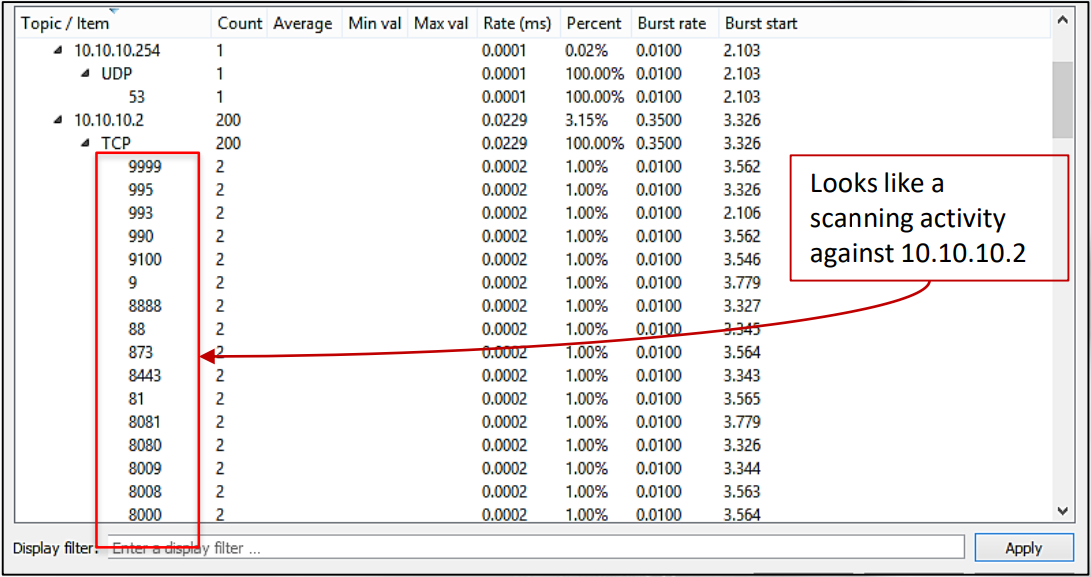 Topic / Item Count Average Min val Max val Rate (ms) Percent Burst rate Burst start
10.10.10.254 1 0.0001 0.02% 0.0100 2.103
UDP 1 0.0001 100.00% 0.0100 2.103
53 1 0.0001 100.00% 0.0100 2.103
10.10.10.2 200 0.0229 3.15% 0.3500 3.326
TCP 200 0.0229 100.00% 0.3500 3.326
9999 2 0.0002 1.00% 0.0100 3.562
995 2 0.0002 1.00% 0.0100 3.326
993 2 0.0002 1.00% 0.0100 2.106
990 2 0.0002 1.00% 0.0100 3.562
9100 2 0.0002 1.00% 0.0100 3.546
9 2 0.0002 1.00% 0.0100 3.779
8888 2 0.0002 1.00% 0.0100 3.327
88 2 0.0002 1.00% 0.0100 3.345
873 2 0.0002 1.00% 0.0100 3.564
8443 2 0.0002 1.00% 0.0100 3.343
81 2 0.0002 1.00% 0.0100 3.565
8081 2 0.0002 1.00% 0.0100 3.779
8080 2 0.0002 1.00% 0.0100 3.326
8009 2 0.0002 1.00% 0.0100 3.344
8008 2 0.0002 1.00% 0.0100 3.563
8000 2 0.0002 1.00% 0.0100 3.564
Looks like a
scanning activity
against 10.10.10.2
Display filter: Enter a display filter ... Apply